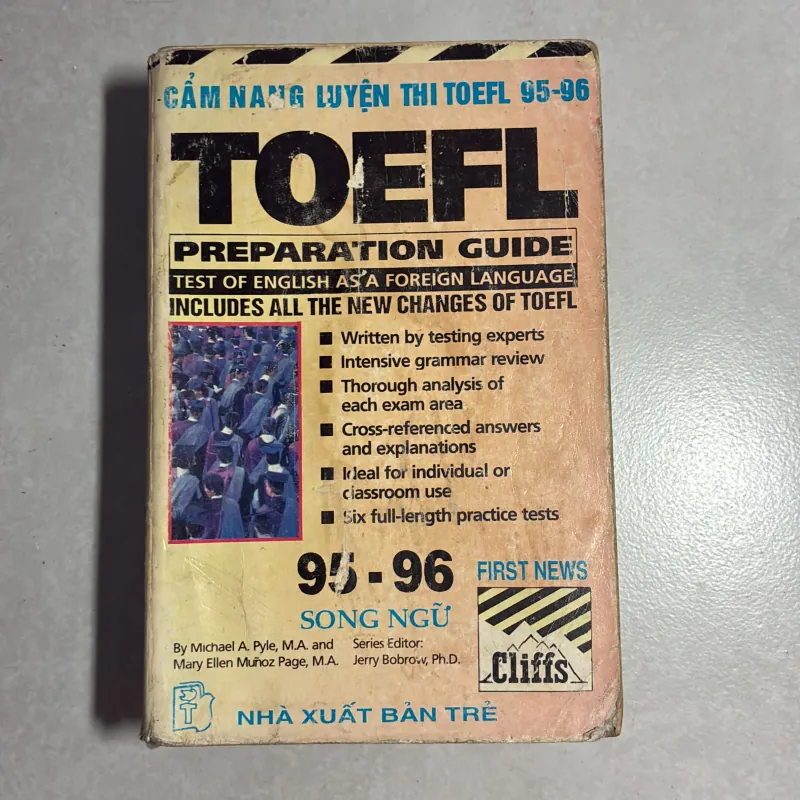 CẨM NANG LUYỆN THI TOEFL 95-96
TOEFL
PREPARATION GUIDE
TEST OF ENGLISH AS A FOREIGN LANGUAGE
INCLUDES ALL THE NEW CHANGES OF TOEFL
Written by testing experts
Intensive grammar review
Thorough analysis of
each exam area
Cross-referenced answers
and explanations
Ideal for individual or
classroom use
Six full-length practice tests
95-96
FIRST NEWS
SONG NGỮ
By Michael A. Pyle, M.A. and
Mary Ellen Muñoz Page, M.A.
Series Editor:
Jerry Bobrow, Ph.D.
Cliffs
T
NHÀ XUẤT BẢN TRẺ